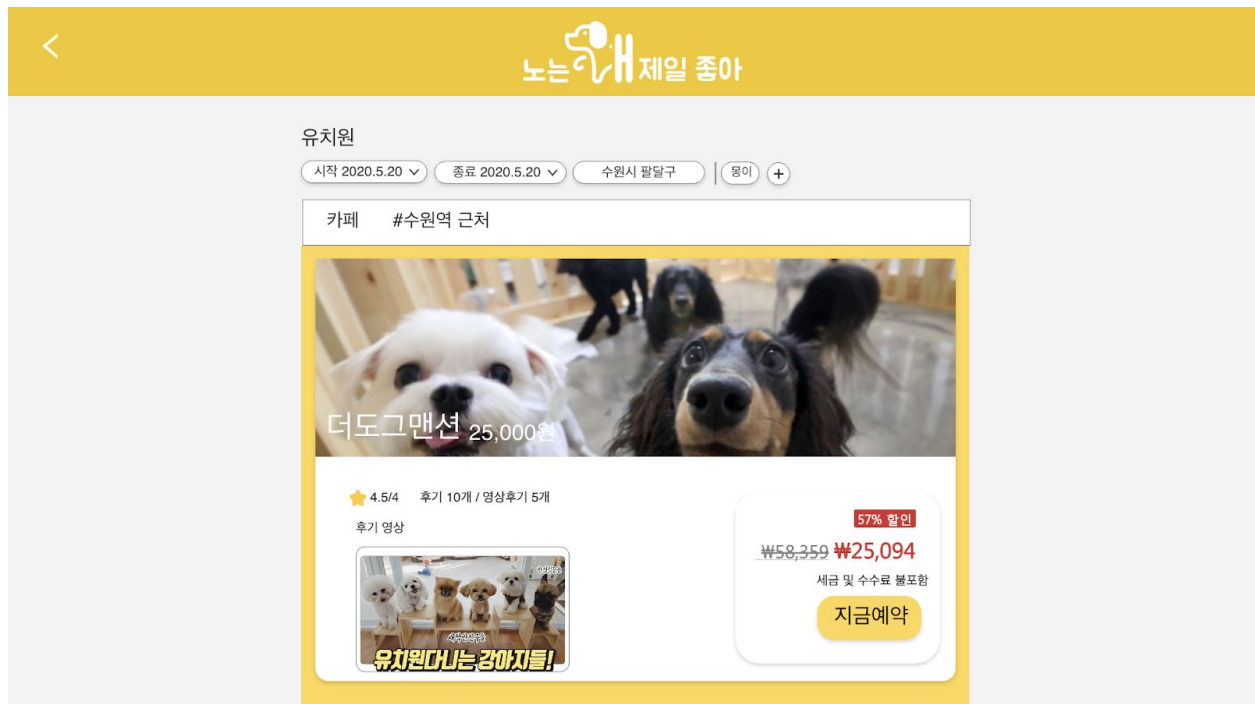 노는 개 제일 좋아
유치원
시작 2020.5.20
종료 2020.5.20
수원시 팔달구
몽이
+
카페 #수원역 근처
더도그맨션 25,000원
4.5/4 후기 10개 / 영상후기 5개
후기 영상
유치원다니는 강아지들!
57% 할인
₩58,359 ₩25,094
세금 및 수수료 불포함
지금예약